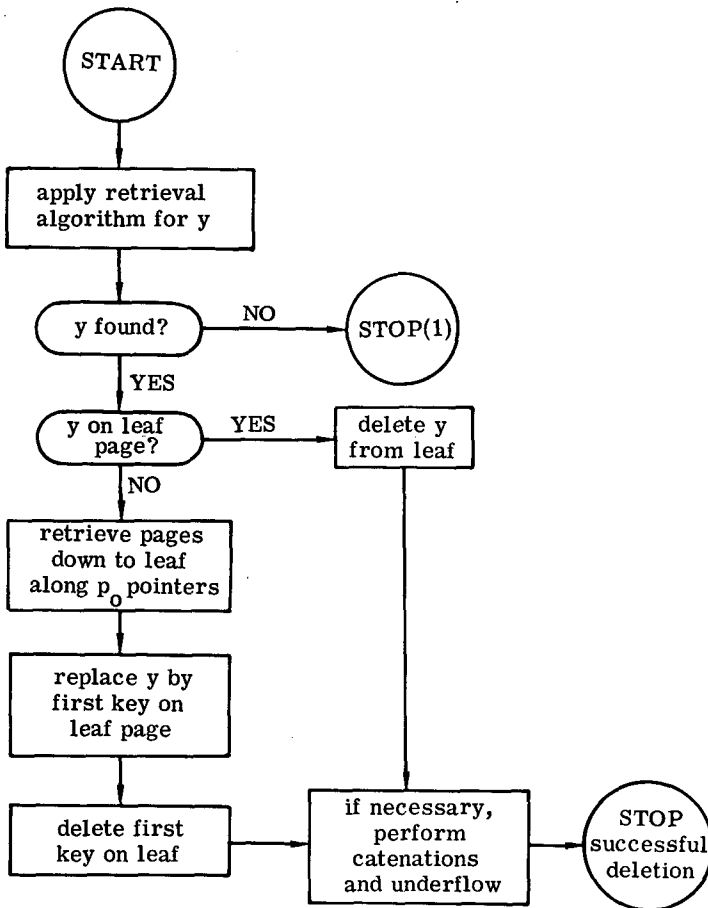 START
apply retrieval
algorithm for y
y found?
NO
STOP(1)
YES
y on leaf
page?
YES
delete y
from leaf
NO
retrieve pages
down to leaf
along p_o pointers
replace y by
first key on
leaf page
delete first
key on leaf
if necessary,
perform
catenations
and underflow
STOP
successful
deletion